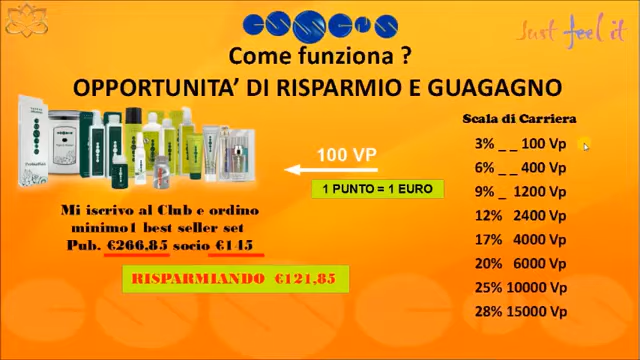 essens
Just feel it
Come funziona ?
OPPORTUNITA' DI RISPARMIO E GUAGAGNO
Scala di Carriera
3% _ _ 100 Vp
6% _ _ 400 Vp
9% _ 1200 Vp
12% 2400 Vp
17% 4000 Vp
20% 6000 Vp
25% 10000 Vp
28% 15000 Vp
100 VP
1 PUNTO = 1 EURO
Mi iscrivo al Club e ordino
minimo1 best seller set
Pub. €266,85 socio €145
RISPARMIANDO €121,85